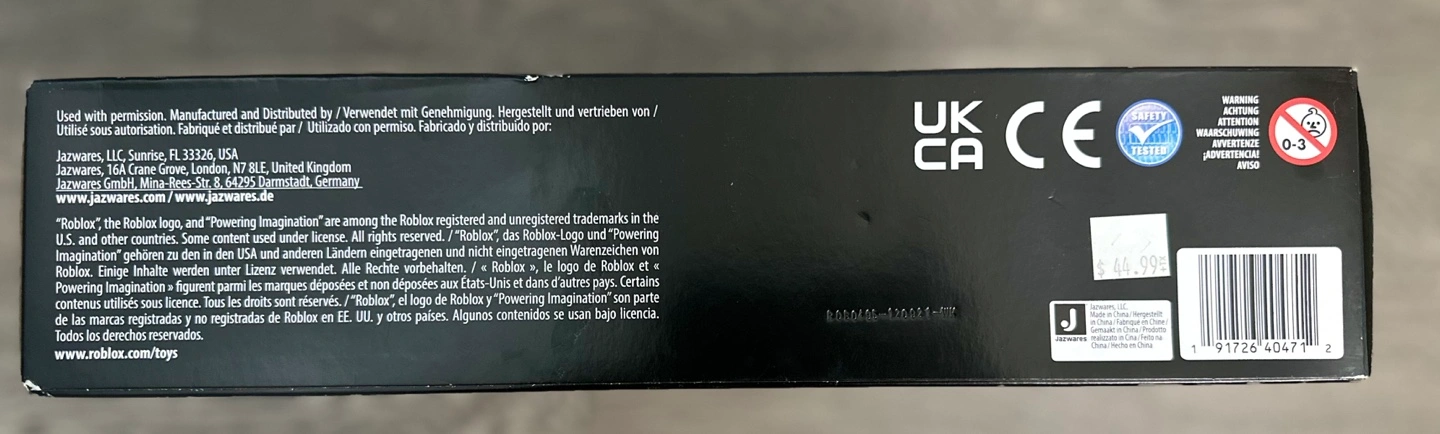 Used with permission. Manufactured and Distributed by / Verwendet mit Genehmigung. Hergestellt und vertrieben von /
Utilisé sous autorisation. Fabriqué et distribué par / Utilizado con permiso. Fabricado y distribuido por:
Jazwares, LLC, Sunrise, FL 33326, USA
Jazwares, 16A Crane Grove, London, N7 8LE, United Kingdom
Jazwares GmbH, Mina-Rees-Str. 8, 64295 Darmstadt, Germany
www.jazwares.com / www.jazwares.de
"Roblox", the Roblox logo, and "Powering Imagination" are among the Roblox registered and unregistered trademarks in the
U.S. and other countries. Some content used under license. All rights reserved. / "Roblox", das Roblox-Logo und "Powering
Imagination" gehören zu den in den USA und anderen Ländern eingetragenen und nicht eingetragenen Warenzeichen von
Roblox. Einige Inhalte werden unter Lizenz verwendet. Alle Rechte vorbehalten. / « Roblox », le logo de Roblox et «
Powering Imagination » figurent parmi les marques déposées et non déposées aux États-Unis et dans d'autres pays. Certains
contenus utilisés sous licence. Tous les droits sont réservés. / "Roblox", el logo de Roblox y "Powering Imagination" son parte
de las marcas registradas y no registradas de Roblox en EE. UU. y otros países. Algunos contenidos se usan bajo licencia.
Todos los derechos reservados.
www.roblox.com/toys
UK
CA
CE
SAFETY
TESTED
WARNING
ACHTUNG
ATTENTION
WAARSCHUWING
AVVERTENZE
¡ADVERTENCIA!
AVISO
0-3
$ 44.99
J
Jazwares
Jazwares, LLC.
Made in China / Hergestellt
in China / Fabriqué en Chine /
Gemaakt in China / Prodotto
realizzato in Cina / Feito na
China / Hecho en China
1 91726 40471 2